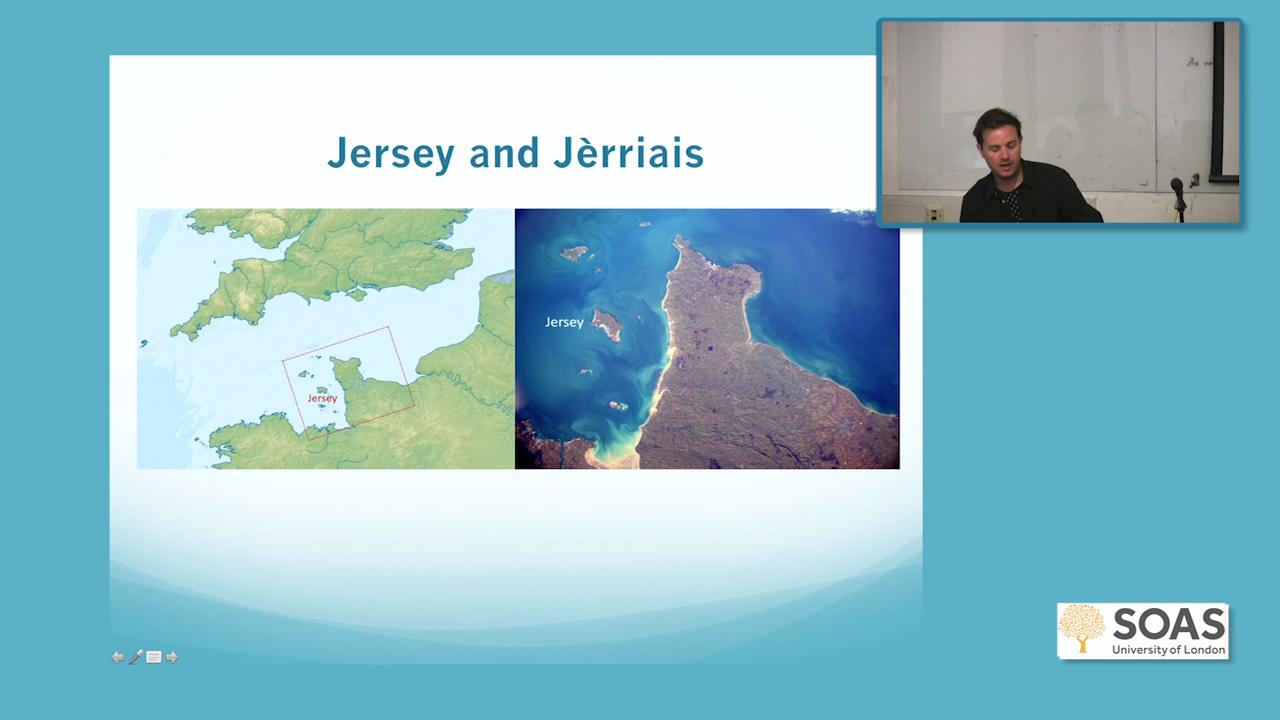 Jersey and Jèrriais
Jersey
Jersey
SOAS
University of London